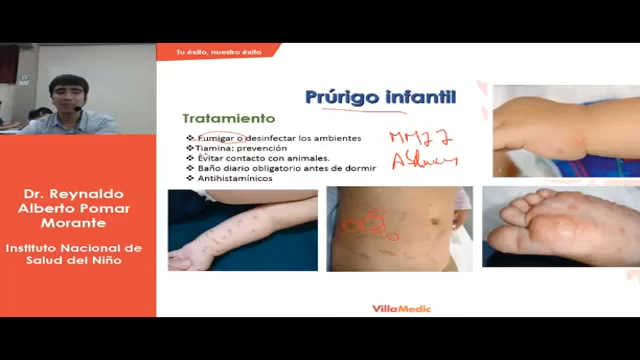 Tu éxito, nuestro éxito
Prúrigo infantil
Tratamiento
Fumigar o desinfectar los ambientes
Tiamina: prevención
Evitar contacto con animales.
Baño diario obligatorio antes de dormir
Antihistamínicos
Dr. Reynaldo
Alberto Pomar
Morante
Instituto Nacional de
Salud del Niño
VillaMedic